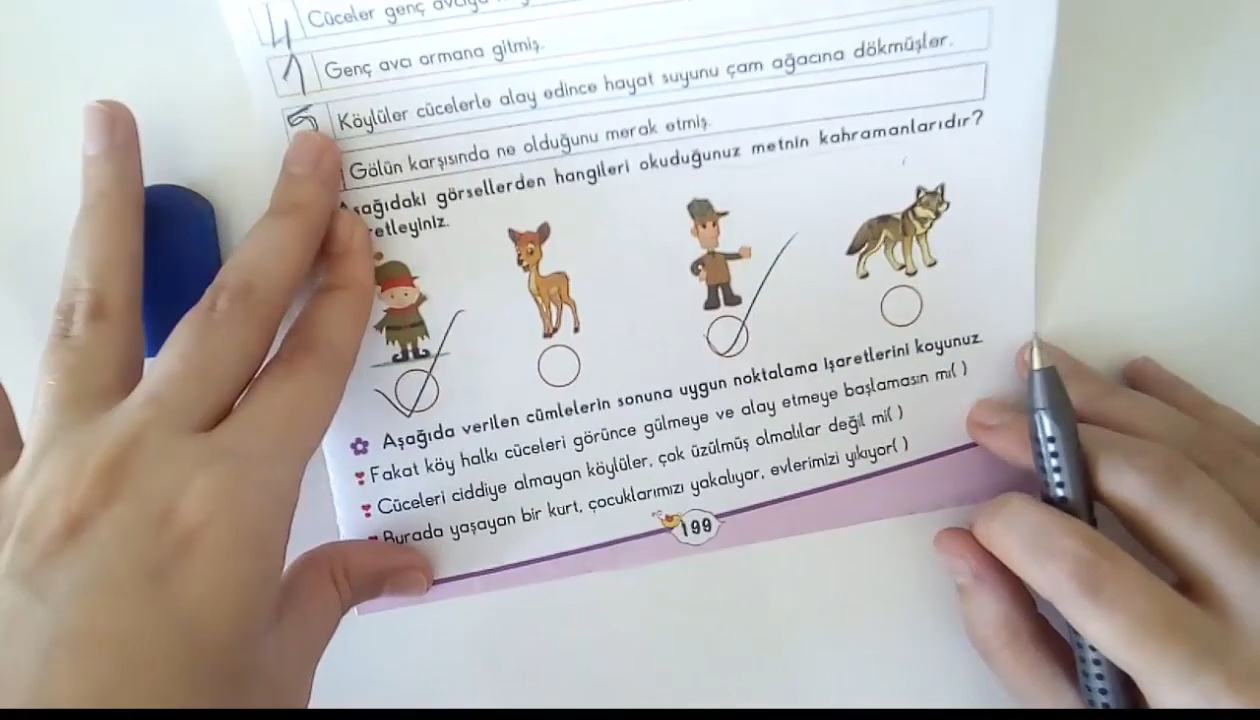 4 Cüceler genç
1 Genç avcı ormana gitmiş.
5 Köylüler cücelerle alay edince hayat suyunu çam ağacına dökmüşler.
Gölün karşısında ne olduğunu merak etmiş.
Aşağıdaki görsellerden hangileri okuduğunuz metnin kahramanlarıdır?
retleyiniz.
Aşağıda verilen cümlelerin sonuna uygun noktalama işaretlerini koyunuz
Fakat köy halkı cüceleri görünce gülmeye ve alay etmeye başlamasın mı( )
Cüceleri ciddiye almayan köylüler, çok üzülmüş olmalılar değil mi( )
Burada yaşayan bir kurt, çocuklarımızı yakalıyor, evlerimizi yıkıyor( )
199